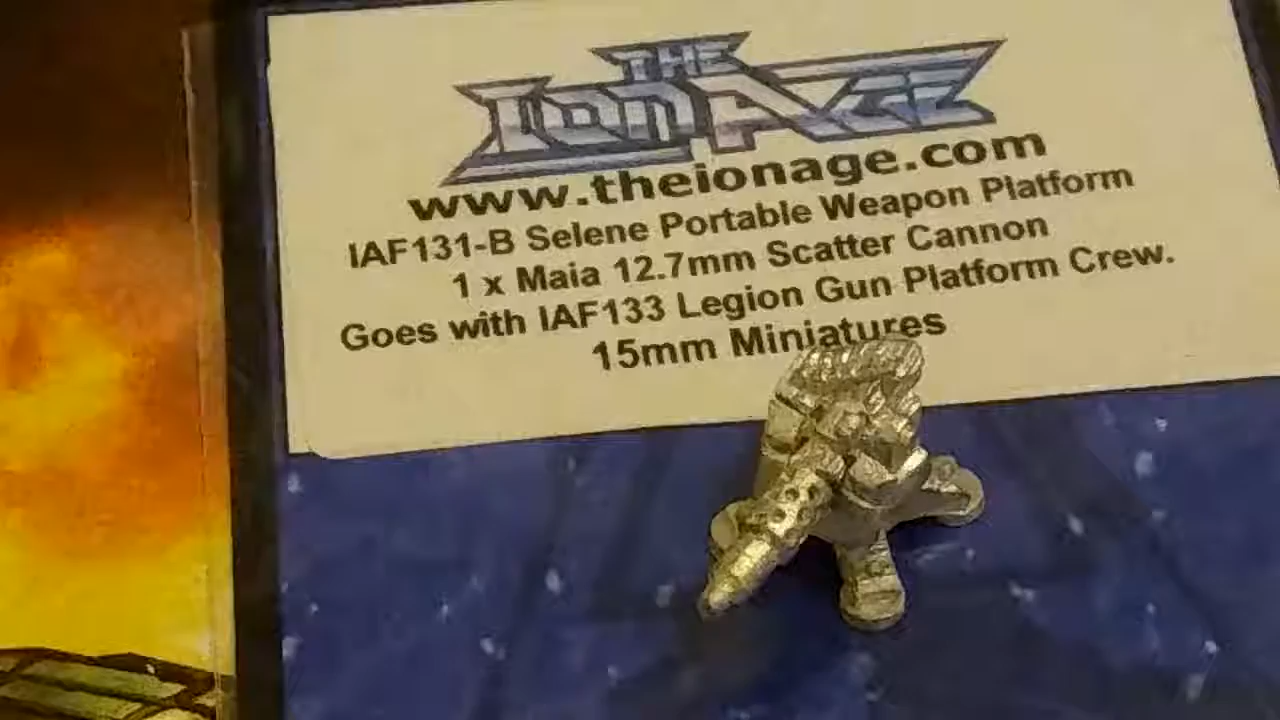 THE
ION AGE
www.theionage.com
IAF131-B Selene Portable Weapon Platform
1 x Maia 12.7mm Scatter Cannon
Goes with IAF133 Legion Gun Platform Crew.
15mm Miniatures